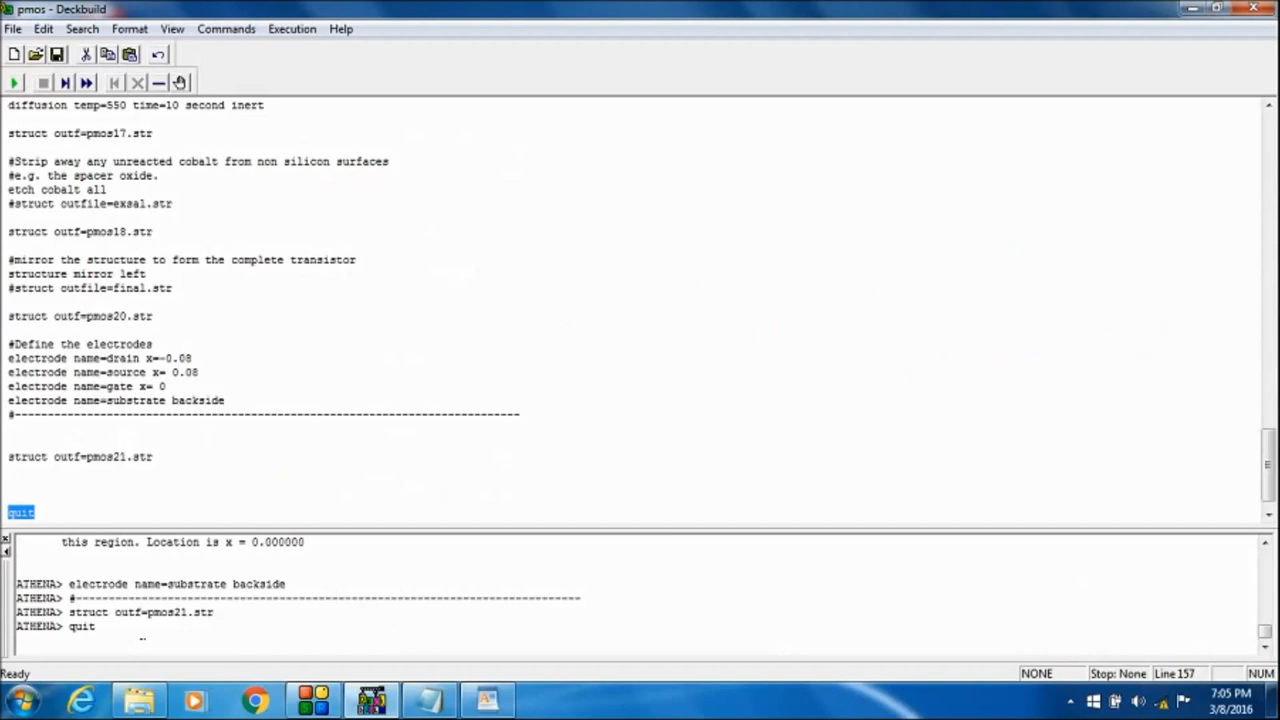 pmos - Deckbuild
File Edit Search Format View Commands Execution Help
diffusion temp=550 time=10 second inert
struct outf=pmos17.str
#Strip away any unreacted cobalt from non silicon surfaces
#e.g. the spacer oxide.
etch cobalt all
#struct outfile=exsal.str
struct outf=pmos18.str
#mirror the structure to form the complete transistor
structure mirror left
#struct outfile=final.str
struct outf=pmos20.str
#Define the electrodes
electrode name=drain x=-0.08
electrode name=source x= 0.08
electrode name=gate x= 0
electrode name=substrate backside
#-----------------------------------------------------------------------------
struct outf=pmos21.str
quit
this region. Location is x = 0.000000
ATHENA> electrode name=substrate backside
ATHENA> #-----------------------------------------------------------------------------
ATHENA> struct outf=pmos21.str
ATHENA> quit
Ready NONE Stop: None Line 157 NUM
7:05 PM
3/8/2016